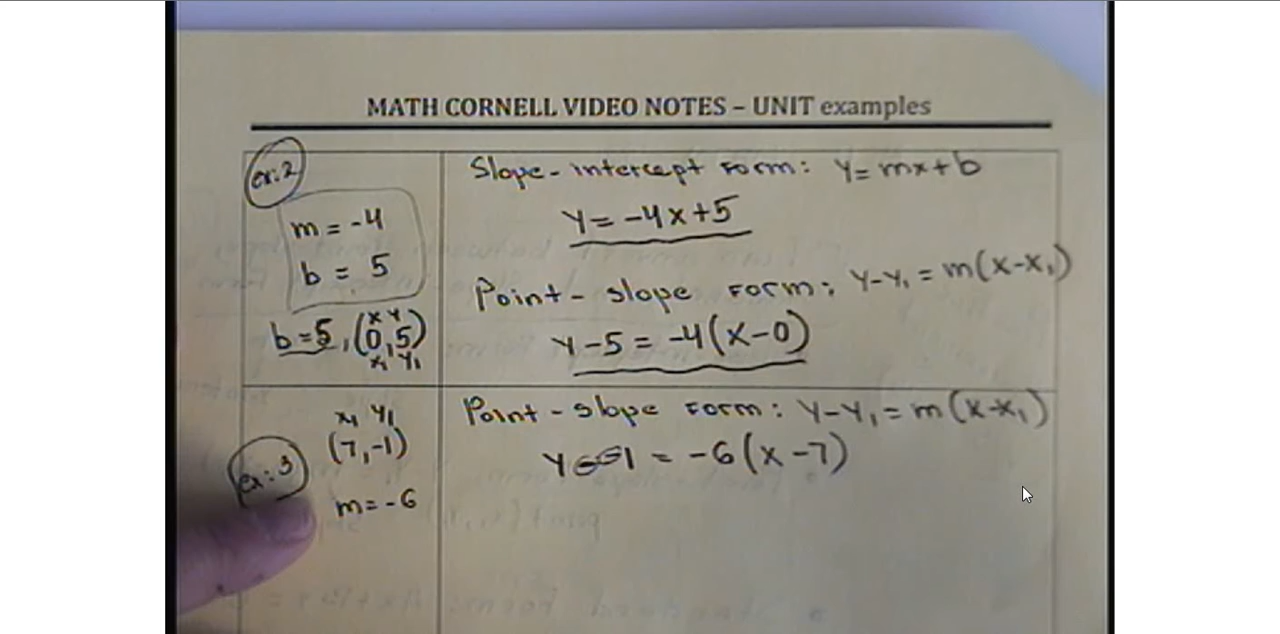 MATH CORNELL VIDEO NOTES – UNIT examples
ex:2
m = -4
b = 5
b=5, (0,5)
x y
x₁ y₁
Slope-intercept form: y=mx+b
y= -4x+5
Point-slope form: y-y₁ = m(x-x₁)
y-5 = -4(x-0)
ex:3
x₁ y₁
(7,-1)
m= -6
Point-slope form: y-y₁ = m(x-x₁)
y--1 = -6(x-7)